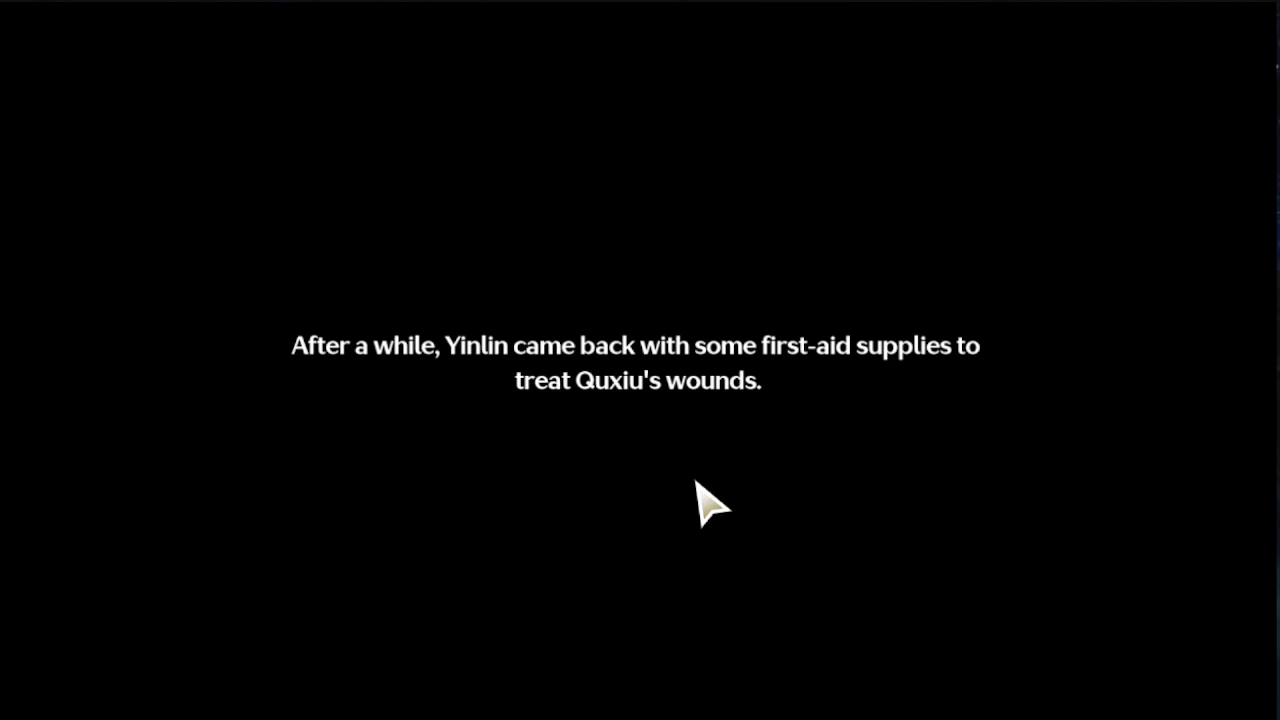 After a while, Yinlin came back with some first-aid supplies to
treat Quxiu's wounds.